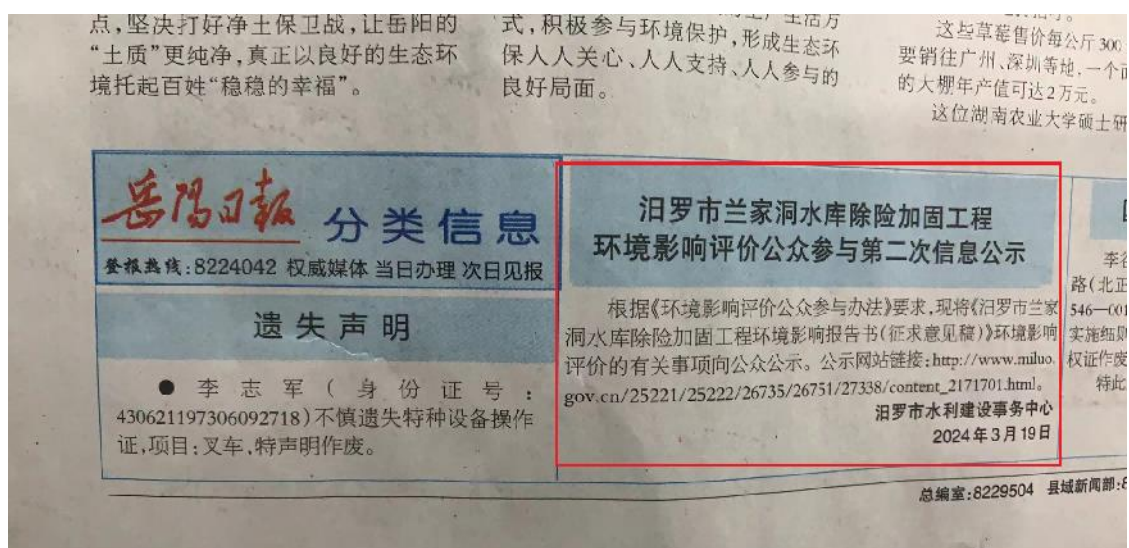 点,坚决打好净土保卫战,让岳阳的
“土质”更纯净,真正以良好的生态环
境托起百姓“稳稳的幸福”。
式,积极参与环境保护,形成生态环
保人人关心、人人支持、人人参与的
良好局面。
这些草莓售价每公斤300
要销往广州、深圳等地,一个
的大棚年产值可达2万元。
这位湖南农业大学硕士研
岳阳日报 分类信息
登报热线:8224042 权威媒体 当日办理 次日见报
遗失声明
● 李志军(身份证号:
430621197306092718)不慎遗失特种设备操作
证,项目:叉车,特声明作废。
汨罗市兰家洞水库除险加固工程
环境影响评价公众参与第二次信息公示
根据《环境影响评价公众参与办法》要求,现将《汨罗市兰家
洞水库除险加固工程环境影响报告书(征求意见稿)》环境影响
评价的有关事项向公众公示。公示网站链接:http://www.miluo.
gov.cn/25221/25222/26735/26751/27338/content_2171701.html。
汨罗市水利建设事务中心
2024年3月19日
路(北正
546—001
实施细则
权证作废
特此
总编室:8229504 县域新闻部:8